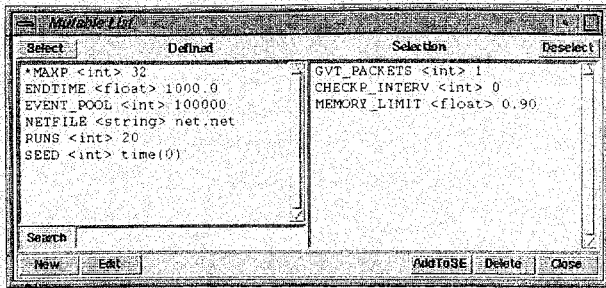 Mutable List
Select Defined Selection Deselect
*MAXP <int> 32
ENDTIME <float> 1000.0
EVENT_POOL <int> 100000
NETFILE <string> net.net
RUNS <int> 20
SEED <int> time(0)
GVT_PACKETS <int> 1
CHECKP_INTERV <int> 0
MEMORY_LIMIT <float> 0.90
Search
New Edit AddToSE Delete Close